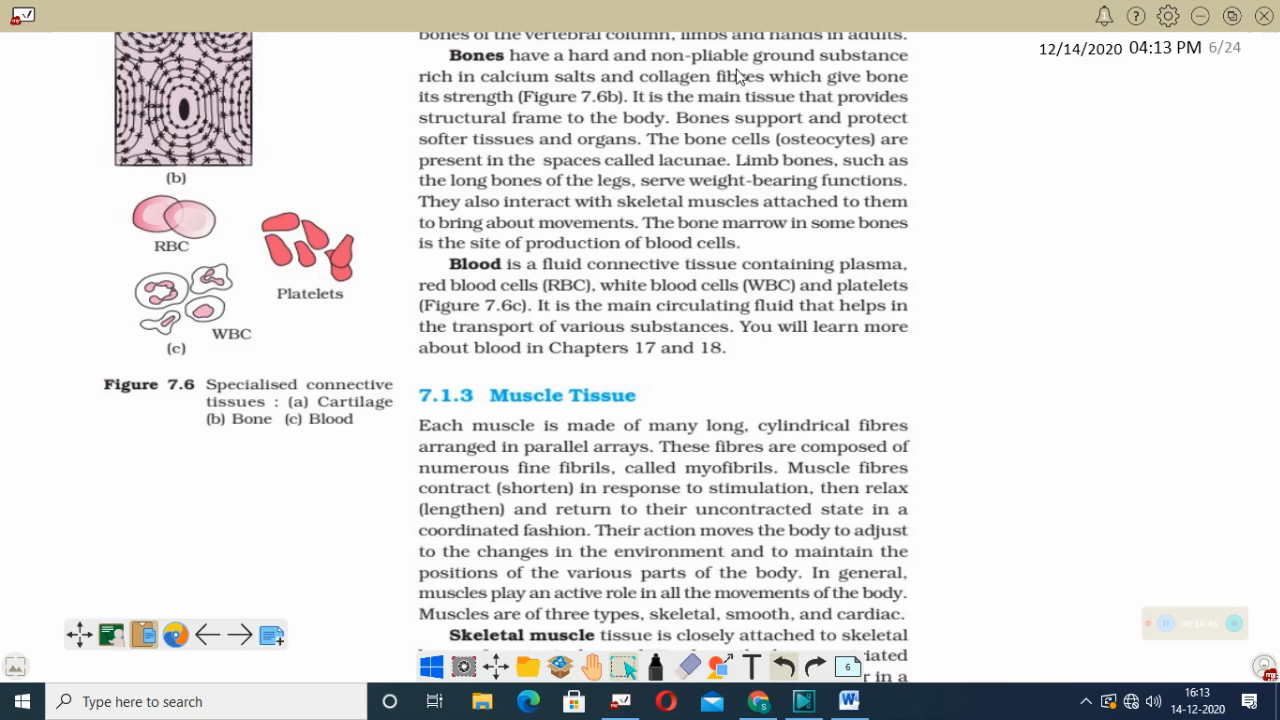 12/14/2020 04:13 PM 6/24
(b)
RBC
Platelets
WBC
(c)
Figure 7.6 Specialised connective
tissues : (a) Cartilage
(b) Bone (c) Blood
bones of the vertebral column, limbs and hands in adults.
Bones have a hard and non-pliable ground substance
rich in calcium salts and collagen fibres which give bone
its strength (Figure 7.6b). It is the main tissue that provides
structural frame to the body. Bones support and protect
softer tissues and organs. The bone cells (osteocytes) are
present in the spaces called lacunae. Limb bones, such as
the long bones of the legs, serve weight-bearing functions.
They also interact with skeletal muscles attached to them
to bring about movements. The bone marrow in some bones
is the site of production of blood cells.
Blood is a fluid connective tissue containing plasma,
red blood cells (RBC), white blood cells (WBC) and platelets
(Figure 7.6c). It is the main circulating fluid that helps in
the transport of various substances. You will learn more
about blood in Chapters 17 and 18.
7.1.3 Muscle Tissue
Each muscle is made of many long, cylindrical fibres
arranged in parallel arrays. These fibres are composed of
numerous fine fibrils, called myofibrils. Muscle fibres
contract (shorten) in response to stimulation, then relax
(lengthen) and return to their uncontracted state in a
coordinated fashion. Their action moves the body to adjust
to the changes in the environment and to maintain the
positions of the various parts of the body. In general,
muscles play an active role in all the movements of the body.
Muscles are of three types, skeletal, smooth, and cardiac.
Skeletal muscle tissue is closely attached to skeletal
iated
r in a
6
Type here to search
16:13
14-12-2020